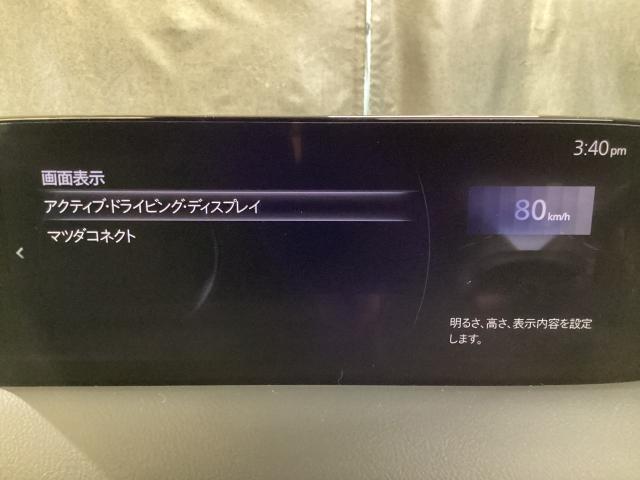 3:40pm
画面表示
アクティブ・ドライビング・ディスプレイ
マツダコネクト
80km/h
明るさ、高さ、表示内容を設定
します。